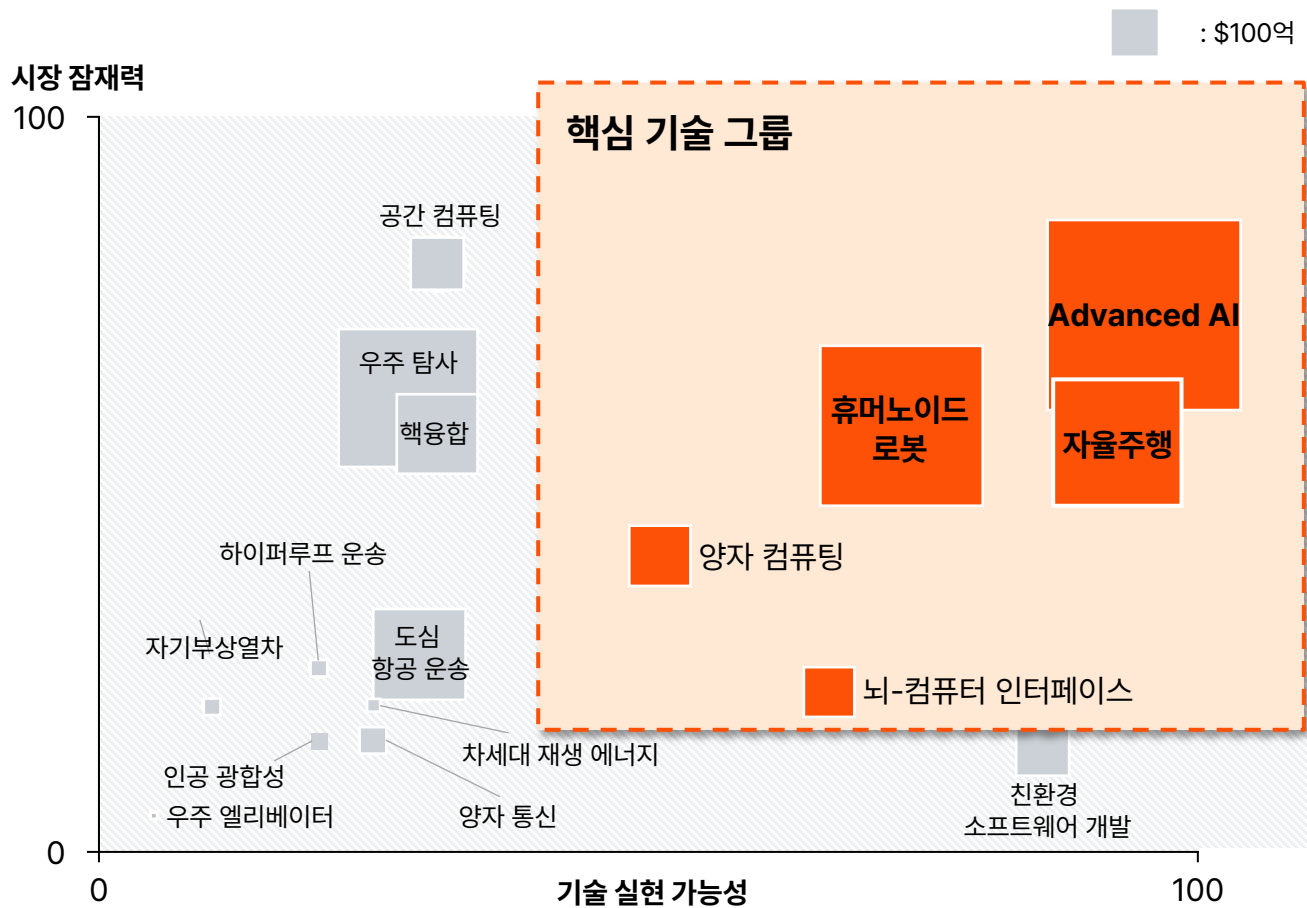 : $100억
시장 잠재력
100
핵심 기술 그룹
공간 컴퓨팅
Advanced AI
우주 탐사
휴머노이드
로봇
핵융합
자율주행
하이퍼루프 운송
양자 컴퓨팅
자기부상열차
도심
항공 운송
뇌-컴퓨터 인터페이스
차세대 재생 에너지
인공 광합성
우주 엘리베이터
양자 통신
친환경
소프트웨어 개발
0
0
기술 실현 가능성
100